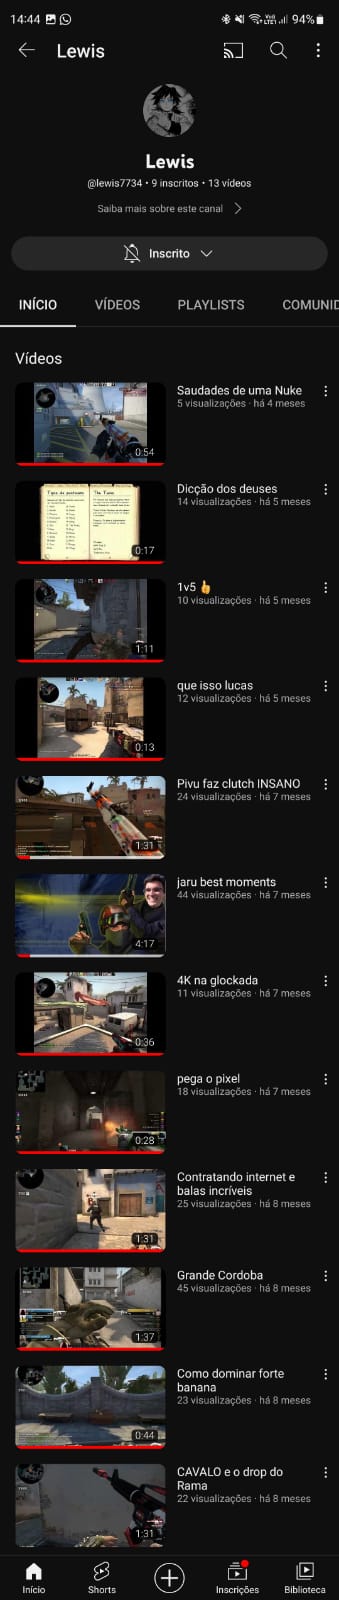 14:44
94%
Lewis
Lewis
@lewis7734 • 9 inscritos • 13 vídeos
Saiba mais sobre este canal
Inscrito
INÍCIO VÍDEOS PLAYLISTS COMUNID
Vídeos
Saudades de uma Nuke
5 visualizações · há 4 meses
0:54
Dicção dos deuses
14 visualizações · há 5 meses
0:17
1v5 👍
10 visualizações · há 5 meses
1:11
que isso lucas
12 visualizações · há 5 meses
0:13
Pivu faz clutch INSANO
24 visualizações · há 7 meses
1:31
jaru best moments
44 visualizações · há 7 meses
4:17
4K na glockada
11 visualizações · há 7 meses
0:36
pega o pixel
18 visualizações · há 7 meses
0:28
Contratando internet e
balas incríveis
25 visualizações · há 8 meses
1:31
Grande Cordoba
45 visualizações · há 8 meses
1:37
Como dominar forte
banana
23 visualizações · há 8 meses
0:44
CAVALO e o drop do
Rama
22 visualizações · há 8 meses
1:31
Início Shorts Inscrições Biblioteca